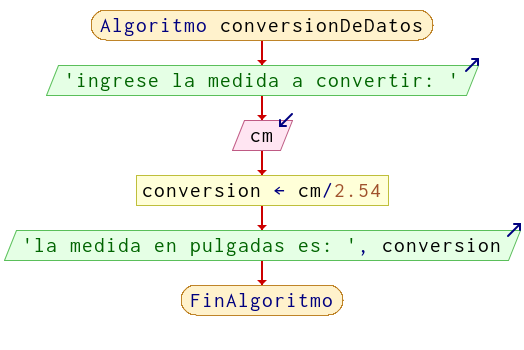 Algoritmo conversionDeDatos
'ingrese la medida a convertir: '
cm
conversion ← cm/2.54
'la medida en pulgadas es: ', conversion
FinAlgoritmo